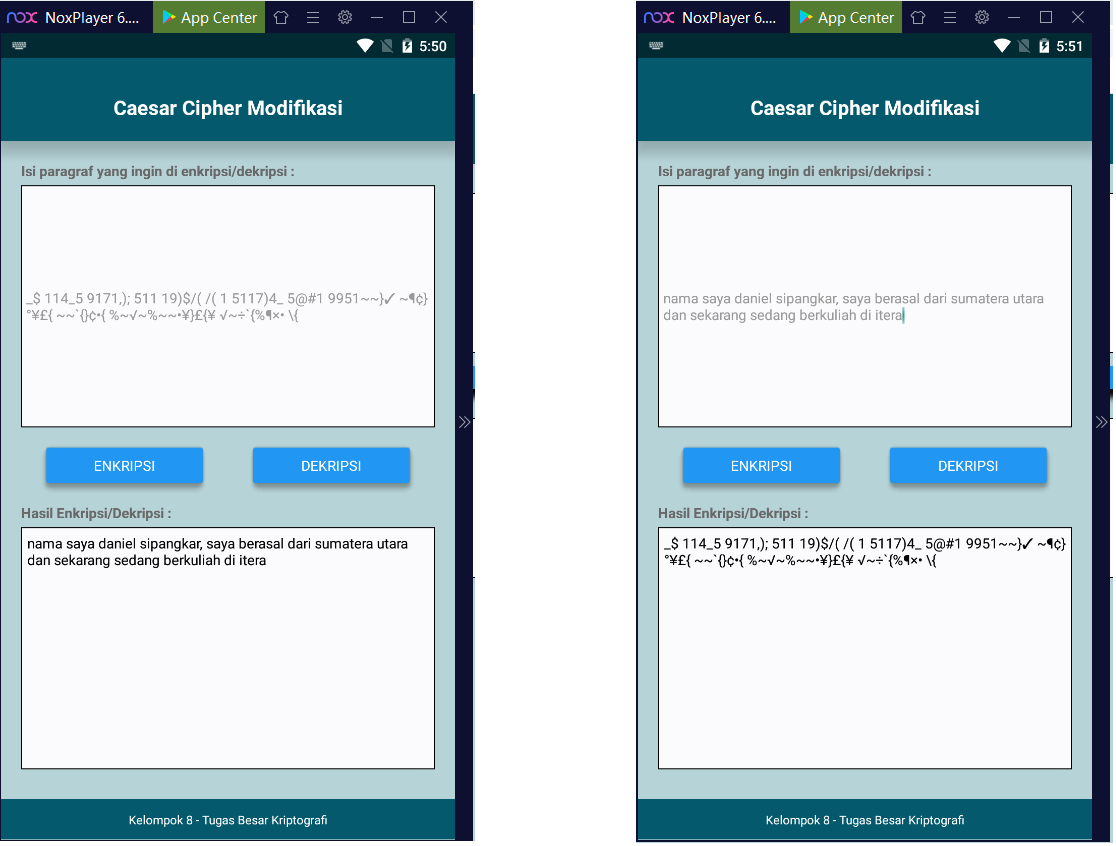 nox NoxPlayer 6.... App Center
5:50
Caesar Cipher Modifikasi
Isi paragraf yang ingin di enkripsi/dekripsi :
_$ 114_5 9171,); 511 19)$/( /( 1 5117)4_ 5@#1 9951~~}✓ ~¶¢}
°¥£{ ~~`{}¢•{ %~√~%~~•¥}£{¥ √~÷`{%¶×• \{
ENKRIPSI DEKRIPSI
Hasil Enkripsi/Dekripsi :
nama saya daniel sipangkar, saya berasal dari sumatera utara
dan sekarang sedang berkuliah di itera
Kelompok 8 - Tugas Besar Kriptografi
nox NoxPlayer 6.... App Center
5:51
Caesar Cipher Modifikasi
Isi paragraf yang ingin di enkripsi/dekripsi :
nama saya daniel sipangkar, saya berasal dari sumatera utara
dan sekarang sedang berkuliah di itera
ENKRIPSI DEKRIPSI
Hasil Enkripsi/Dekripsi :
_$ 114_5 9171,); 511 19)$/( /( 1 5117)4_ 5@#1 9951~~}✓ ~¶¢}
°¥£{ ~~`{}¢•{ %~√~%~~•¥}£{¥ √~÷`{%¶×• \{
Kelompok 8 - Tugas Besar Kriptografi